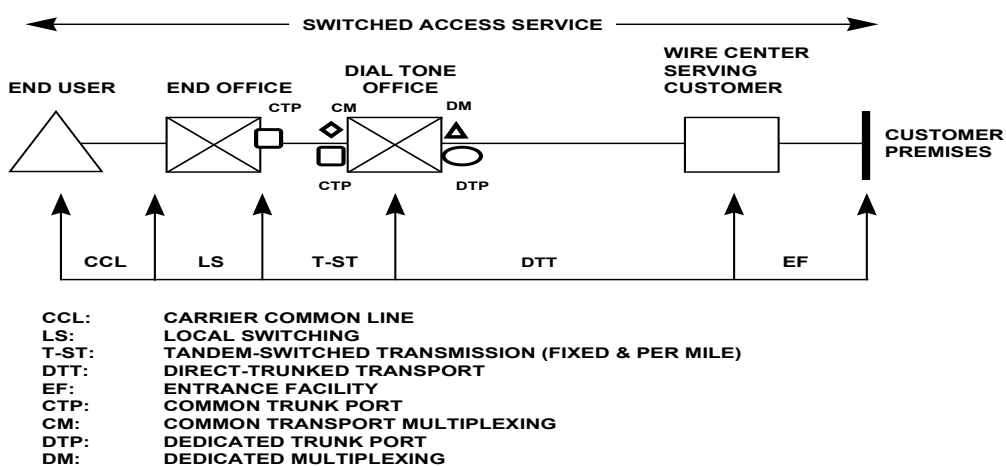 SWITCHED ACCESS SERVICE
END USER
END OFFICE
DIAL TONE
OFFICE
WIRE CENTER
SERVING
CUSTOMER
CTP
CM
DM
CUSTOMER
PREMISES
CTP
DTP
CCL
LS
T-ST
DTT
EF
CCL: CARRIER COMMON LINE
LS: LOCAL SWITCHING
T-ST: TANDEM-SWITCHED TRANSMISSION (FIXED & PER MILE)
DTT: DIRECT-TRUNKED TRANSPORT
EF: ENTRANCE FACILITY
CTP: COMMON TRUNK PORT
CM: COMMON TRANSPORT MULTIPLEXING
DTP: DEDICATED TRUNK PORT
DM: DEDICATED MULTIPLEXING